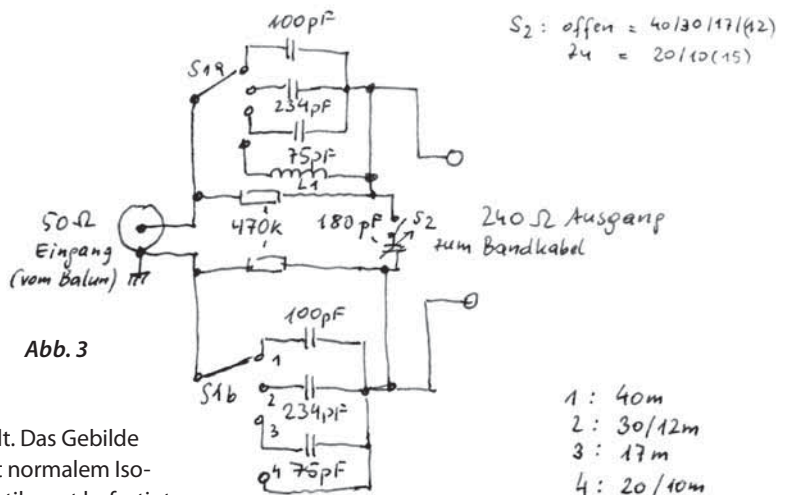 100pF
S1a
234pF
75pF
L1
S2 : offen = 40/30/17/(12)
zu = 20/10(15)
50Ω
Eingang
(vom Balun)
470k
180pF
S2
240Ω Ausgang
zum Bandkabel
Abb. 3
100pF
S1b
1
2
234pF
3
4
75pF
1 : 40m
2 : 30/12m
3 : 17m
4 : 20/10m
lt. Das Gebilde
t normalem Iso-